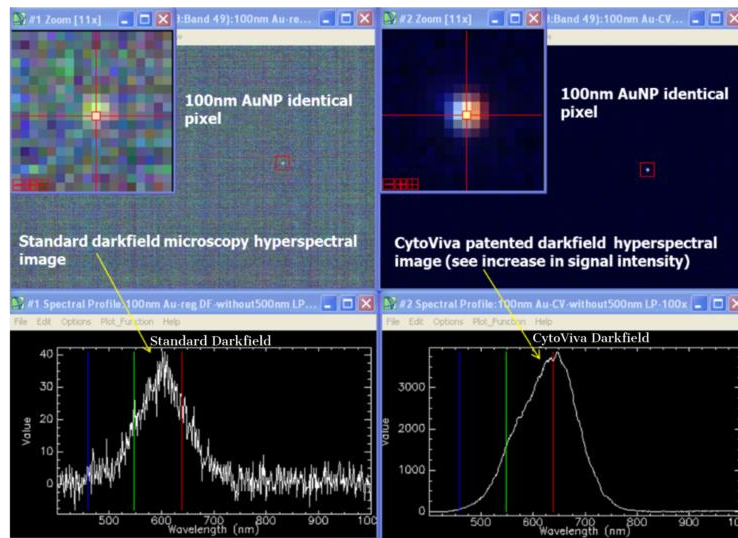 #1 Zoom [11x]
):Band 49):100nm Au-re...
#2 Zoom [11x]
):Band 49):100nm Au-CV...
100nm AuNP identical
pixel
100nm AuNP identical
pixel
Standard darkfield microscopy hyperspectral
image
CytoViva patented darkfield hyperspectral
image (see increase in signal intensity)
#1 Spectral Profile:100nm Au-reg DF-without500nm LP...
#2 Spectral Profile:100nm Au-CV-without500nm LP-100x
File Edit Options Plot_Function Help
File Edit Options Plot_Function Help
Standard Darkfield
CytoViva Darkfield
40
30
20
10
0
Value
500 600 700 800 900 100
Wavelength (nm)
3000
2000
1000
0
Value
500 600 700 800 900 100
Wavelength (nm)